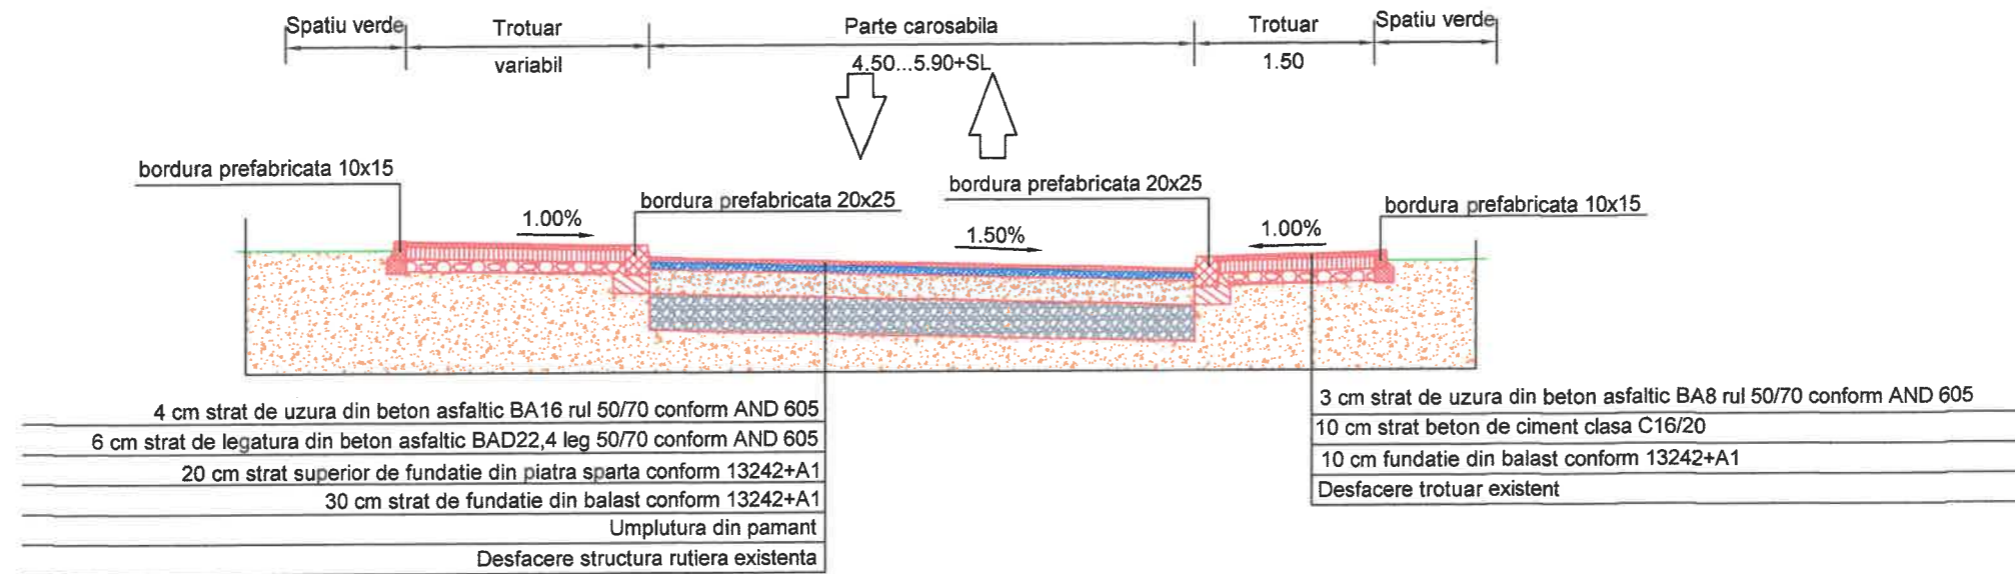 Spatiu verde
Trotuar
Parte carosabila
Trotuar
Spatiu verde
variabil
4.50...5.90+SL
1.50
bordura prefabricata 10x15
bordura prefabricata 20x25
bordura prefabricata 20x25
bordura prefabricata 10x15
1.00%
1.50%
1.00%
4 cm strat de uzura din beton asfaltic BA16 rul 50/70 conform AND 605
6 cm strat de legatura din beton asfaltic BAD22,4 leg 50/70 conform AND 605
20 cm strat superior de fundatie din piatra sparta conform 13242+A1
30 cm strat de fundatie din balast conform 13242+A1
Umplutura din pamant
Desfacere structura rutiera existenta
3 cm strat de uzura din beton asfaltic BA8 rul 50/70 conform AND 605
10 cm strat beton de ciment clasa C16/20
10 cm fundatie din balast conform 13242+A1
Desfacere trotuar existent